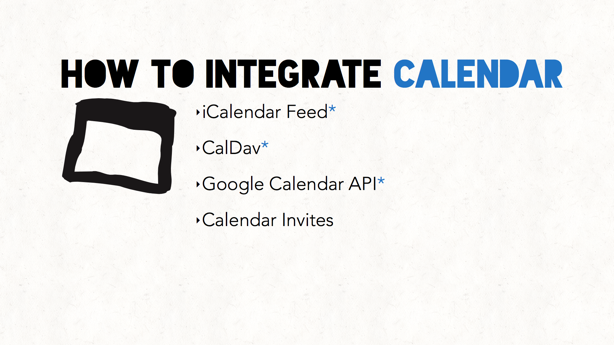 HOW TO INTEGRATE CALENDAR
‣iCalendar Feed*
‣CalDav*
‣Google Calendar API*
‣Calendar Invites